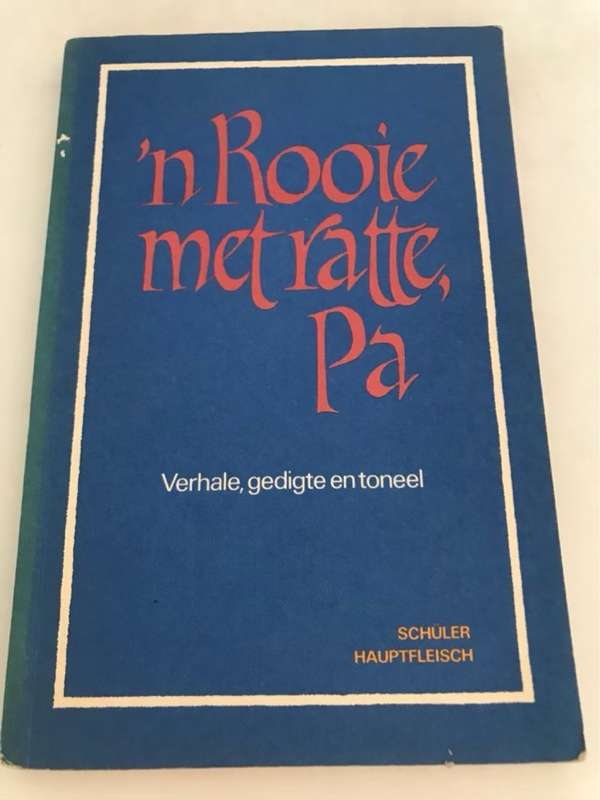 'n Rooie
met ratte,
Pa
Verhale, gedigte en toneel
SCHÜLER
HAUPTFLEISCH